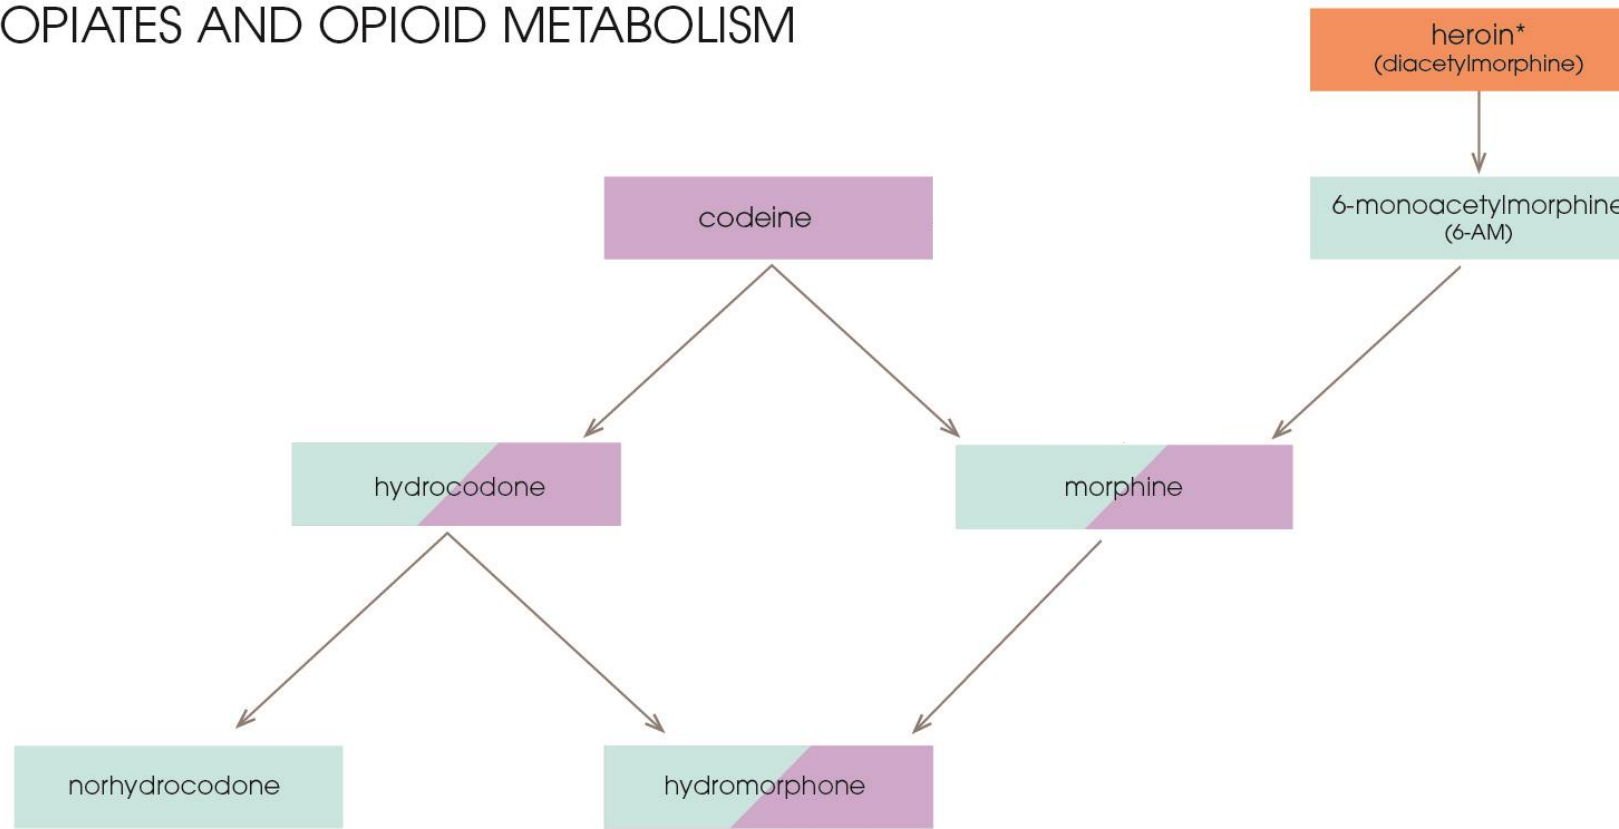 OPIATES AND OPIOID METABOLISM
heroin*
(diacetylmorphine)
codeine
6-monoacetylmorphine
(6-AM)
hydrocodone
morphine
norhydrocodone
hydromorphone